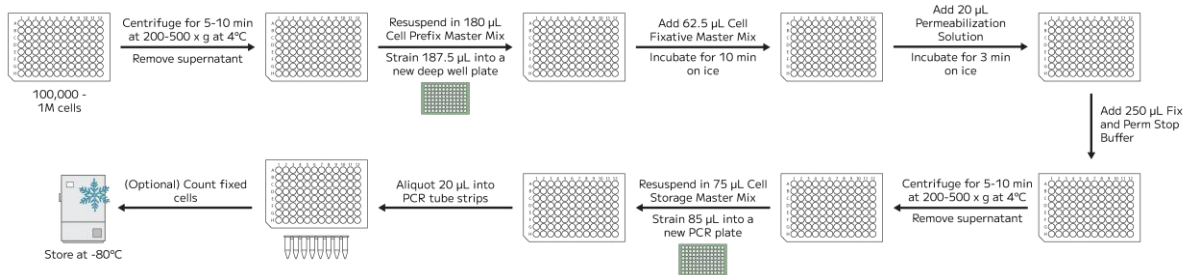 Centrifuge for 5-10 min
at 200-500 x g at 4°C
Remove supernatant
100,000 -
1M cells
Resuspend in 180 µL
Cell Prefix Master Mix
Strain 187.5 µL into a
new deep well plate
Add 62.5 µL Cell
Fixative Master Mix
Incubate for 10 min
on ice
Add 20 µL
Permeabilization
Solution
Incubate for 3 min
on ice
Add 250 µL Fix
and Perm Stop
Buffer
Centrifuge for 5-10 min
at 200-500 x g at 4°C
Remove supernatant
Resuspend in 75 µL Cell
Storage Master Mix
Strain 85 µL into a
new PCR plate
Aliquot 20 µL into
PCR tube strips
(Optional) Count fixed
cells
Store at -80°C